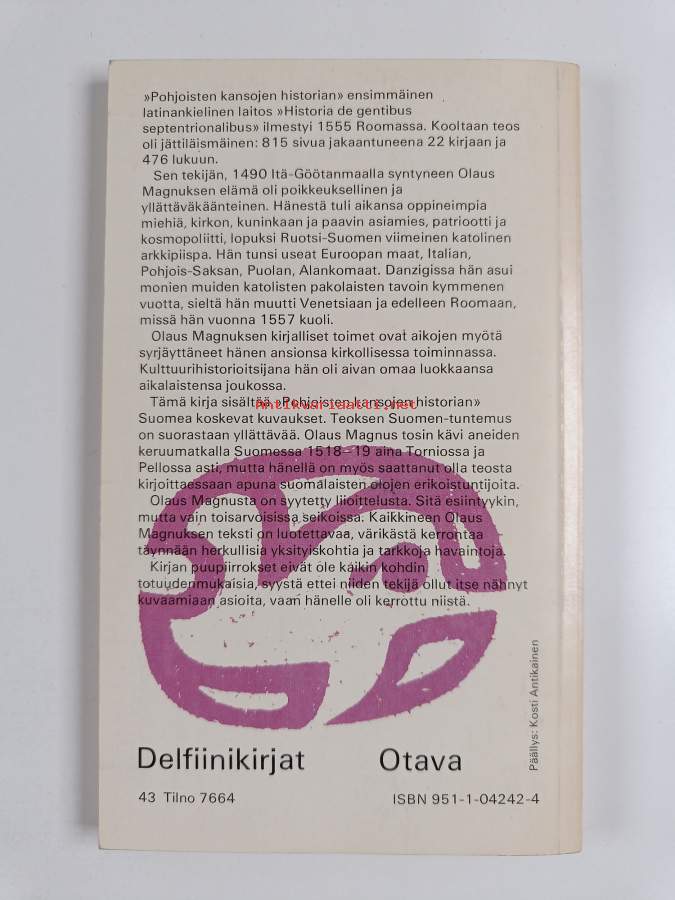 »Pohjoisten kansojen historian» ensimmäinen
latinankielinen laitos »Historia de gentibus
septentrionalibus» ilmestyi 1555 Roomassa. Kooltaan teos
oli jättiläismäinen: 815 sivua jakaantuneena 22 kirjaan ja
476 lukuun.
Sen tekijän, 1490 Itä-Göötanmaalla syntyneen Olaus
Magnuksen elämä oli poikkeuksellinen ja
yllättäväkäänteinen. Hänestä tuli aikansa oppineimpia
miehiä, kirkon, kuninkaan ja paavin asiamies, patriootti ja
kosmopoliitti, lopuksi Ruotsi-Suomen viimeinen katolinen
arkkipiispa. Hän tunsi useat Euroopan maat, Italian,
Pohjois-Saksan, Puolan, Alankomaat. Danzigissa hän asui
monien muiden katolisten pakolaisten tavoin kymmenen
vuotta, sieltä hän muutti Venetsiaan ja edelleen Roomaan,
missä hän vuonna 1557 kuoli.
Olaus Magnuksen kirjalliset toimet ovat aikojen myötä
syrjäyttäneet hänen ansionsa kirkollisessa toiminnassa.
Kulttuurihistorioitsijana hän oli aivan omaa luokkaansa
aikalaistensa joukossa.
Tämä kirja sisältää »Pohjoisten kansojen historian»
Antikvariaatti.net
Suomea koskevat kuvaukset. Teoksen Suomen-tuntemus
on suorastaan yllättävää. Olaus Magnus tosin kävi aneiden
keruumatkalla Suomessa 1518–19 aina Torniossa ja
Pellossa asti, mutta hänellä on myös saattanut olla teosta
kirjoittaessaan apuna suomalaisten olojen erikoistuntijoita.
Olaus Magnusta on syytetty liioittelusta. Sitä esiintyykin,
mutta vain toisarvoisissa seikoissa. Kaikkineen Olaus
Magnuksen teksti on luotettavaa, värikästä kerrontaa
täynnään herkullisia yksityiskohtia ja tarkkoja havaintoja.
Kirjan puupiirrokset eivät ole kaikin kohdin
totuudenmukaisia, syystä ettei niiden tekijä ollut itse nähnyt
kuvaamiaan asioita, vaan hänelle oli kerrottu niistä.
Päällys: Kosti Antikainen
Delfiinikirjat Otava
43 Tilno 7664 ISBN 951-1-04242-4